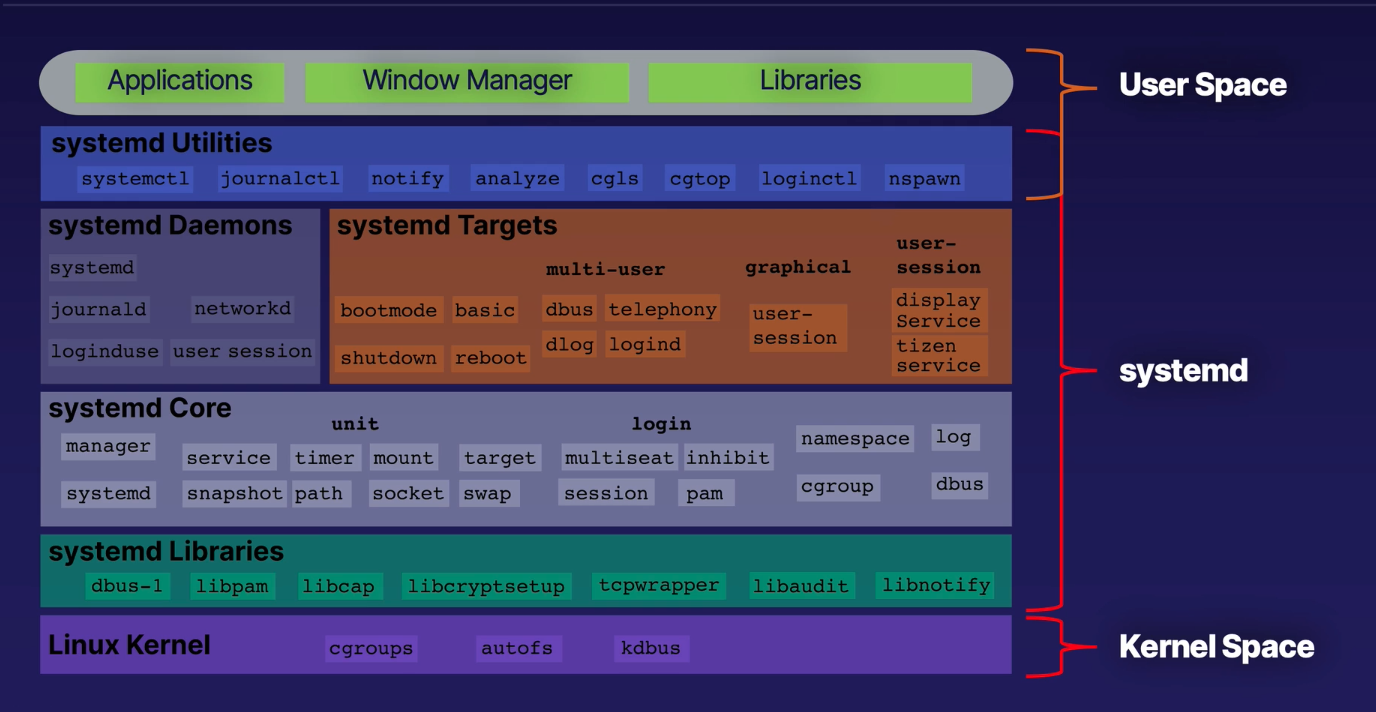 Applications Window Manager Libraries
User Space
systemd Utilities
systemctl journalctl notify analyze cgls cgtop loginctl nspawn
systemd Daemons
systemd
journald networkd
loginduse user session
systemd Targets
bootmode basic
shutdown reboot
multi-user
dbus telephony
dlog logind
graphical
user-
session
user-
session
display
Service
tizen
service
systemd
systemd Core
manager
systemd
unit
service timer mount target
snapshot path socket swap
login
multiseat inhibit
session pam
namespace log
cgroup dbus
systemd Libraries
dbus-1 libpam libcap libcryptsetup tcpwrapper libaudit libnotify
Linux Kernel cgroups autofs kdbus
Kernel Space